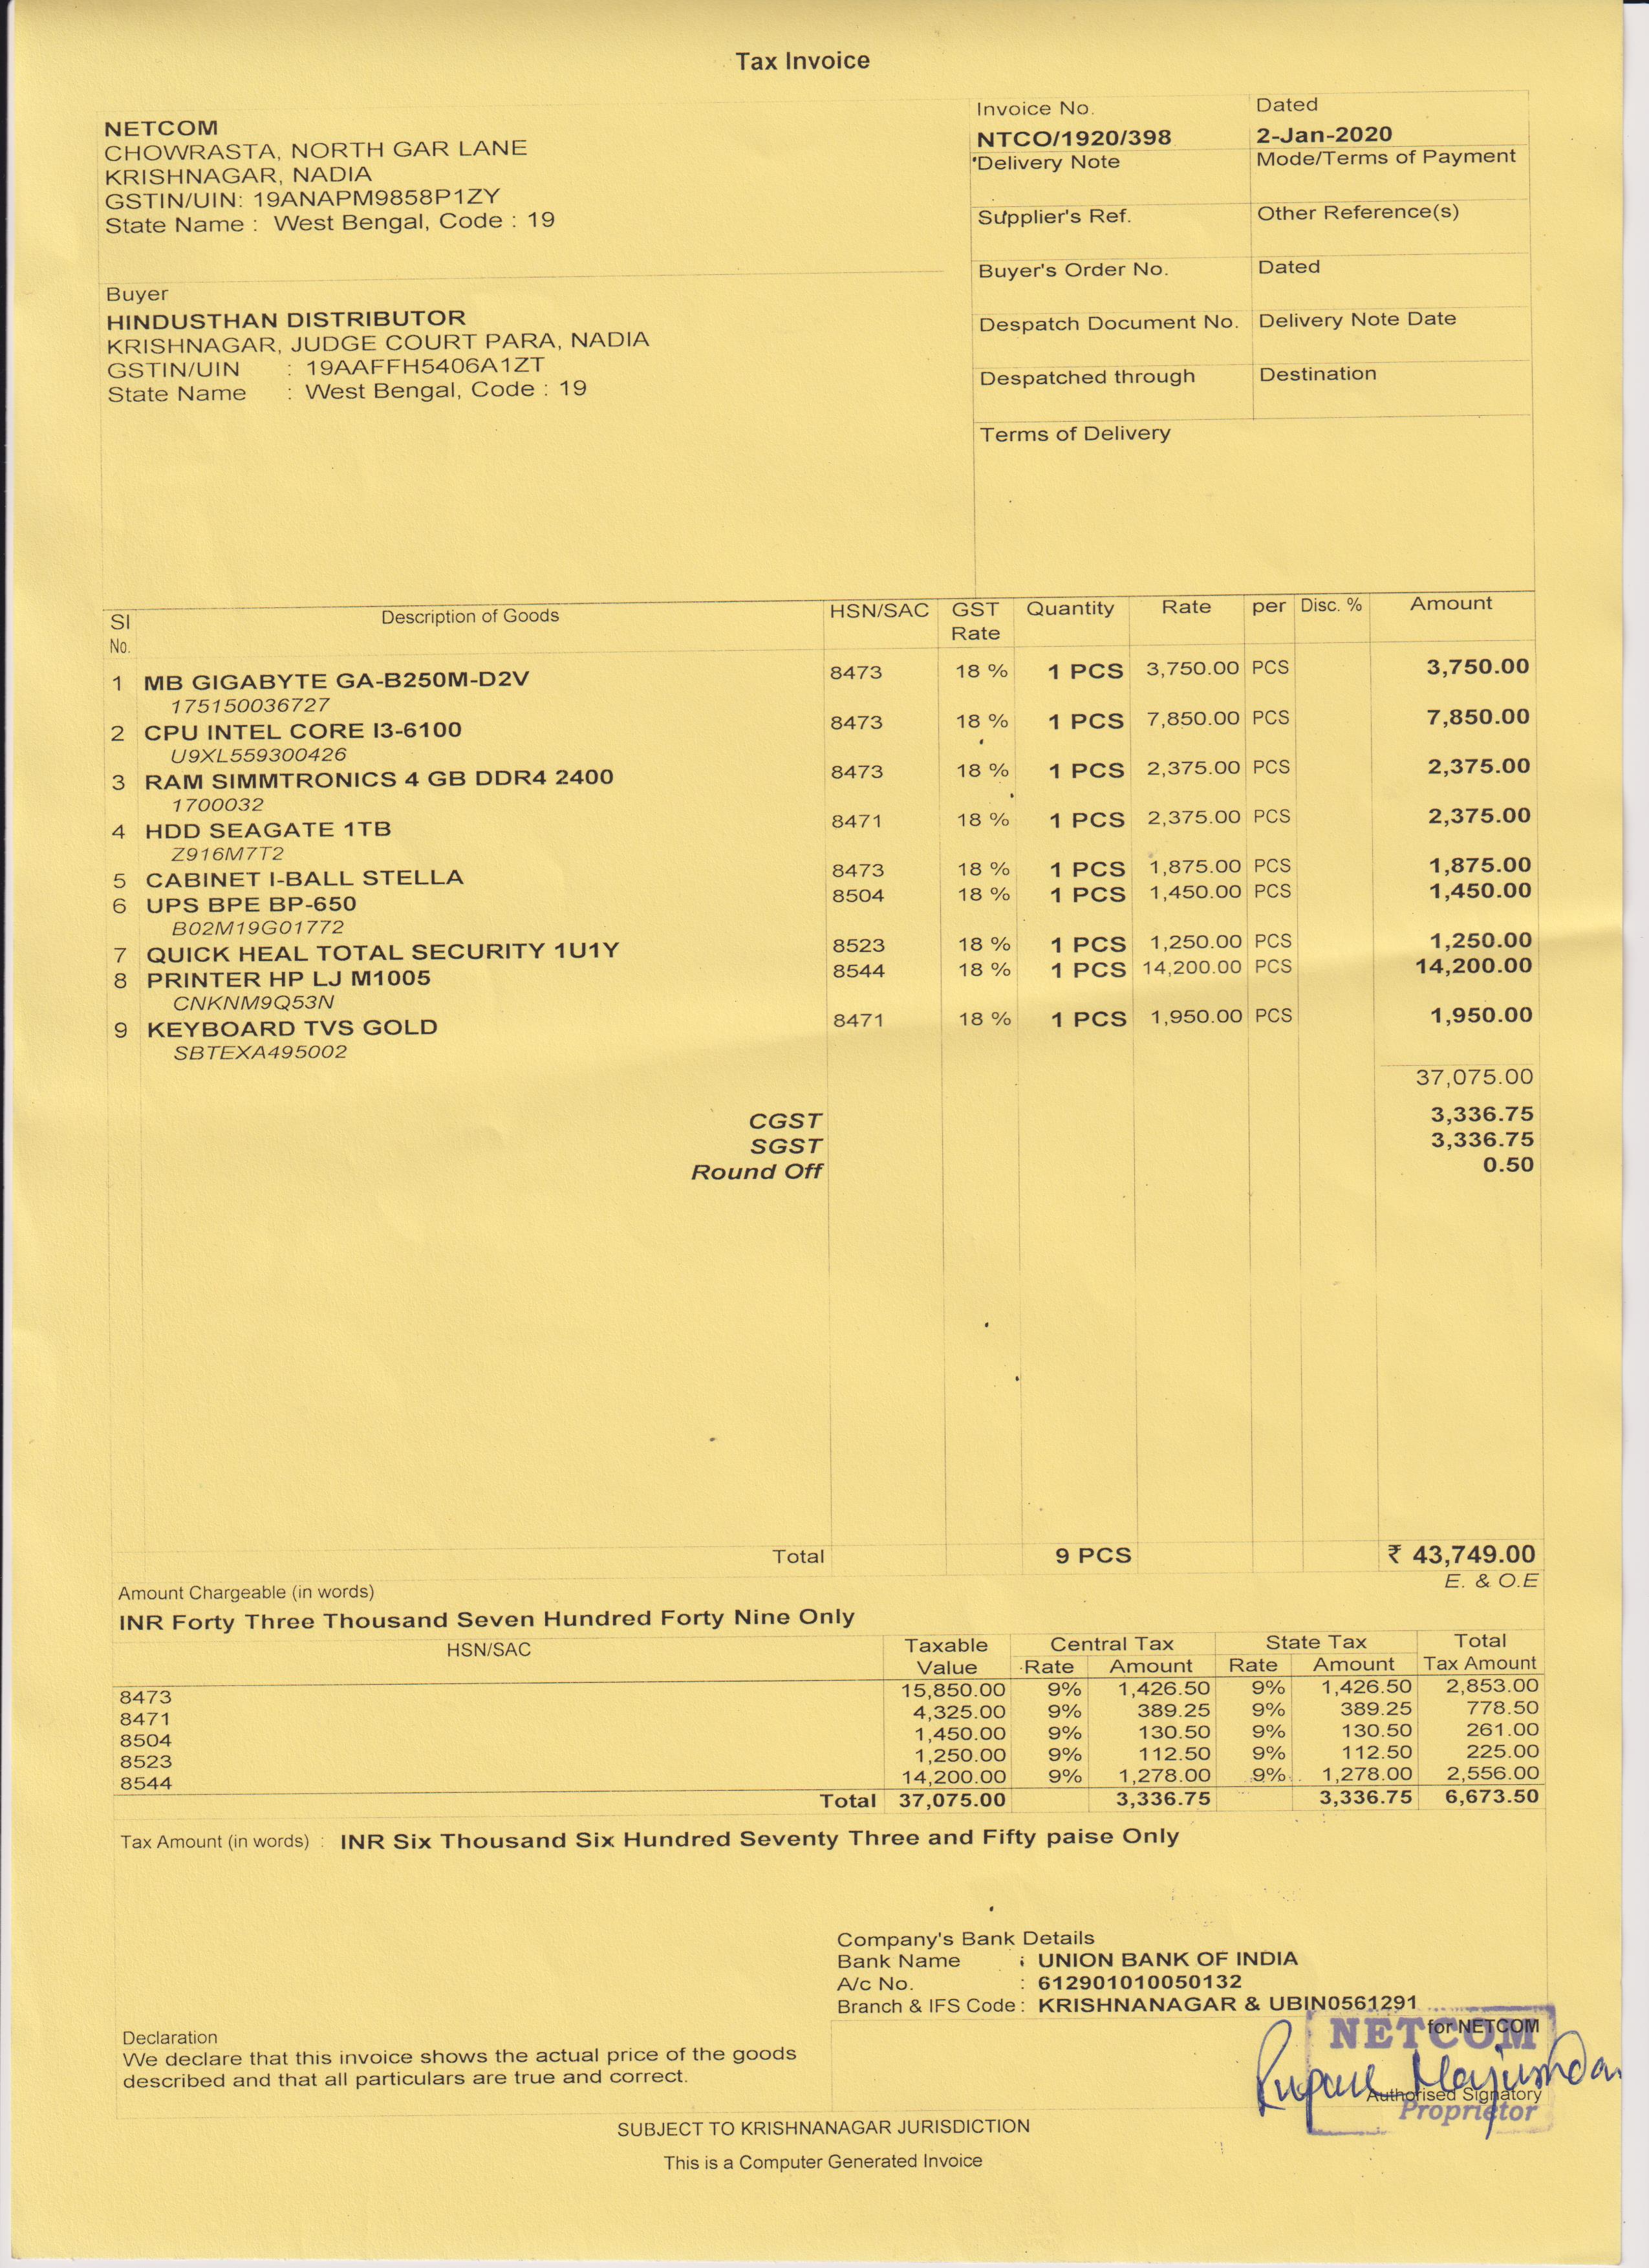 Tax Invoice
NETCOM
CHOWRASTA, NORTH GAR LANE
KRISHNAGAR, NADIA
GSTIN/UIN: 19ANAPM9858P1ZY
State Name : West Bengal, Code : 19
Invoice No. Dated
NTCO/1920/398 2-Jan-2020
Delivery Note Mode/Terms of Payment
Supplier's Ref. Other Reference(s)
Buyer's Order No. Dated
Despatch Document No. Delivery Note Date
Despatched through Destination
Terms of Delivery
Buyer
HINDUSTHAN DISTRIBUTOR
KRISHNAGAR, JUDGE COURT PARA, NADIA
GSTIN/UIN : 19AAFFH5406A1ZT
State Name : West Bengal, Code : 19
Sl No. Description of Goods HSN/SAC GST Rate Quantity Rate per Disc. % Amount
1 MB GIGABYTE GA-B250M-D2V 8473 18 % 1 PCS 3,750.00 PCS 3,750.00
175150036727
2 CPU INTEL CORE I3-6100 8473 18 % 1 PCS 7,850.00 PCS 7,850.00
U9XL559300426
3 RAM SIMMTRONICS 4 GB DDR4 2400 8473 18 % 1 PCS 2,375.00 PCS 2,375.00
1700032
4 HDD SEAGATE 1TB 8471 18 % 1 PCS 2,375.00 PCS 2,375.00
Z916M7T2
5 CABINET I-BALL STELLA 8473 18 % 1 PCS 1,875.00 PCS 1,875.00
6 UPS BPE BP-650 8504 18 % 1 PCS 1,450.00 PCS 1,450.00
B02M19G01772
7 QUICK HEAL TOTAL SECURITY 1U1Y 8523 18 % 1 PCS 1,250.00 PCS 1,250.00
8 PRINTER HP LJ M1005 8544 18 % 1 PCS 14,200.00 PCS 14,200.00
CNKNM9Q53N
9 KEYBOARD TVS GOLD 8471 18 % 1 PCS 1,950.00 PCS 1,950.00
SBTEXA495002
37,075.00
CGST 3,336.75
SGST 3,336.75
Round Off 0.50
Total 9 PCS ₹ 43,749.00
Amount Chargeable (in words) E. & O.E
INR Forty Three Thousand Seven Hundred Forty Nine Only
HSN/SAC Taxable Value Central Tax State Tax Total Tax Amount
Rate Amount Rate Amount
8473 15,850.00 9% 1,426.50 9% 1,426.50 2,853.00
8471 4,325.00 9% 389.25 9% 389.25 778.50
8504 1,450.00 9% 130.50 9% 130.50 261.00
8523 1,250.00 9% 112.50 9% 112.50 225.00
8544 14,200.00 9% 1,278.00 9% 1,278.00 2,556.00
Total 37,075.00 3,336.75 3,336.75 6,673.50
Tax Amount (in words) : INR Six Thousand Six Hundred Seventy Three and Fifty paise Only
Company's Bank Details
Bank Name : UNION BANK OF INDIA
A/c No. : 612901010050132
Branch & IFS Code : KRISHNANAGAR & UBIN0561291
Declaration
We declare that this invoice shows the actual price of the goods
described and that all particulars are true and correct.
for NETCOM
NETCOM
Majumdar
Authorised Signatory
Proprietor
SUBJECT TO KRISHNANAGAR JURISDICTION
This is a Computer Generated Invoice